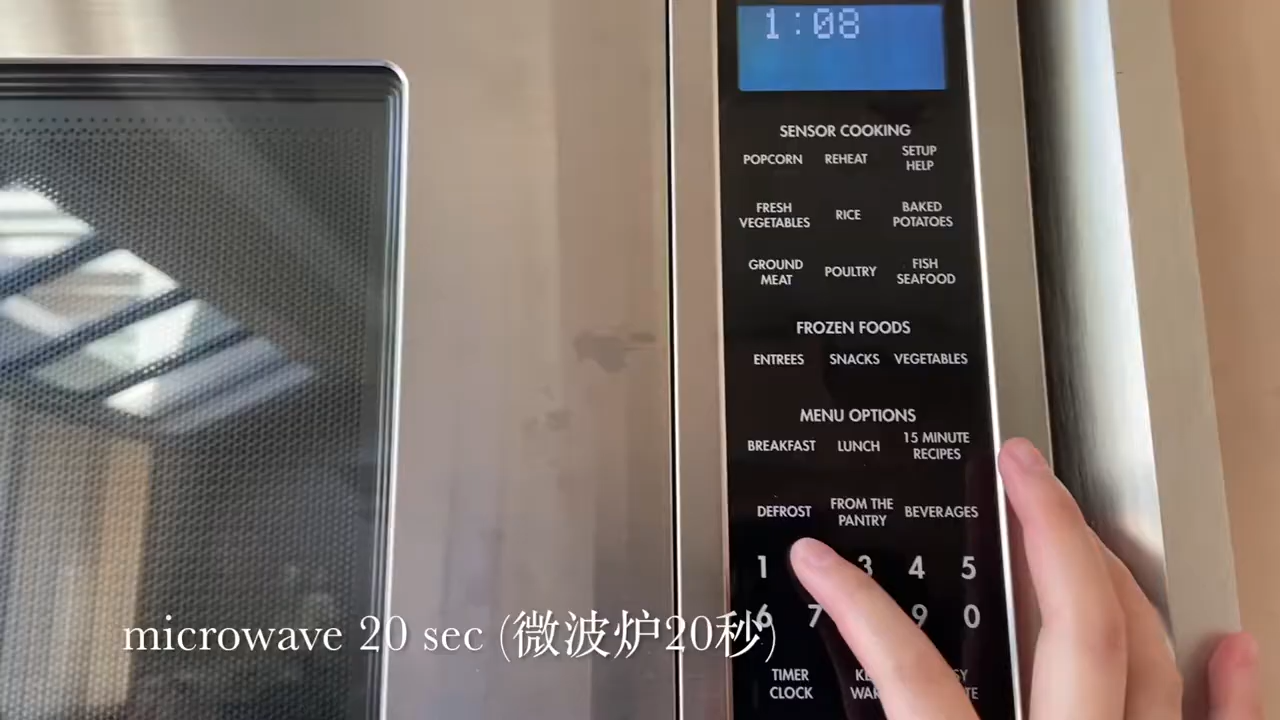 1:08
SENSOR COOKING
POPCORN REHEAT SETUP HELP
FRESH VEGETABLES RICE BAKED POTATOES
GROUND MEAT POULTRY FISH SEAFOOD
FROZEN FOODS
ENTREES SNACKS VEGETABLES
MENU OPTIONS
BREAKFAST LUNCH 15 MINUTE RECIPES
DEFROST FROM THE PANTRY BEVERAGES
1 3 4 5
6 7 9 0
microwave 20 sec (微波炉20秒)
TIMER CLOCK